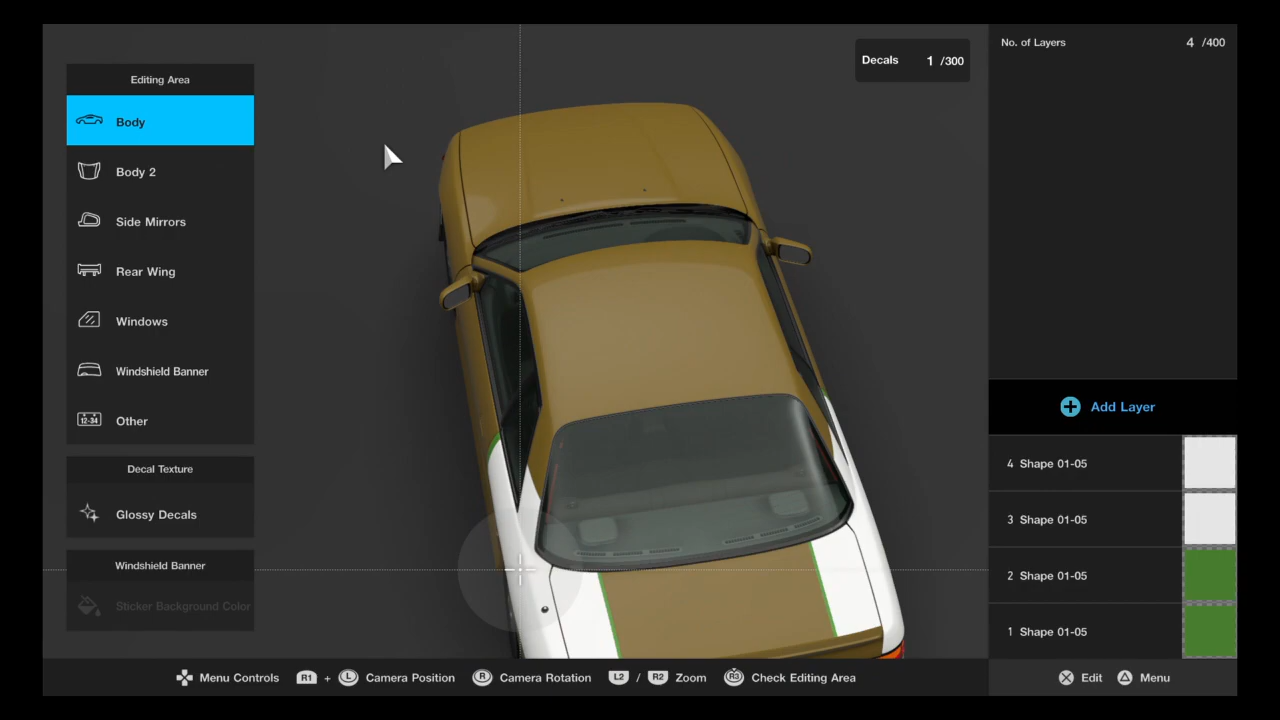 Editing Area
Body
Body 2
Side Mirrors
Rear Wing
Windows
Windshield Banner
12-34 Other
Decal Texture
Glossy Decals
Windshield Banner
Sticker Background Color
Decals 1 /300
No. of Layers 4 /400
Add Layer
4 Shape 01-05
3 Shape 01-05
2 Shape 01-05
1 Shape 01-05
Menu Controls R1 + L Camera Position R Camera Rotation L2 / R2 Zoom R3 Check Editing Area Edit Menu